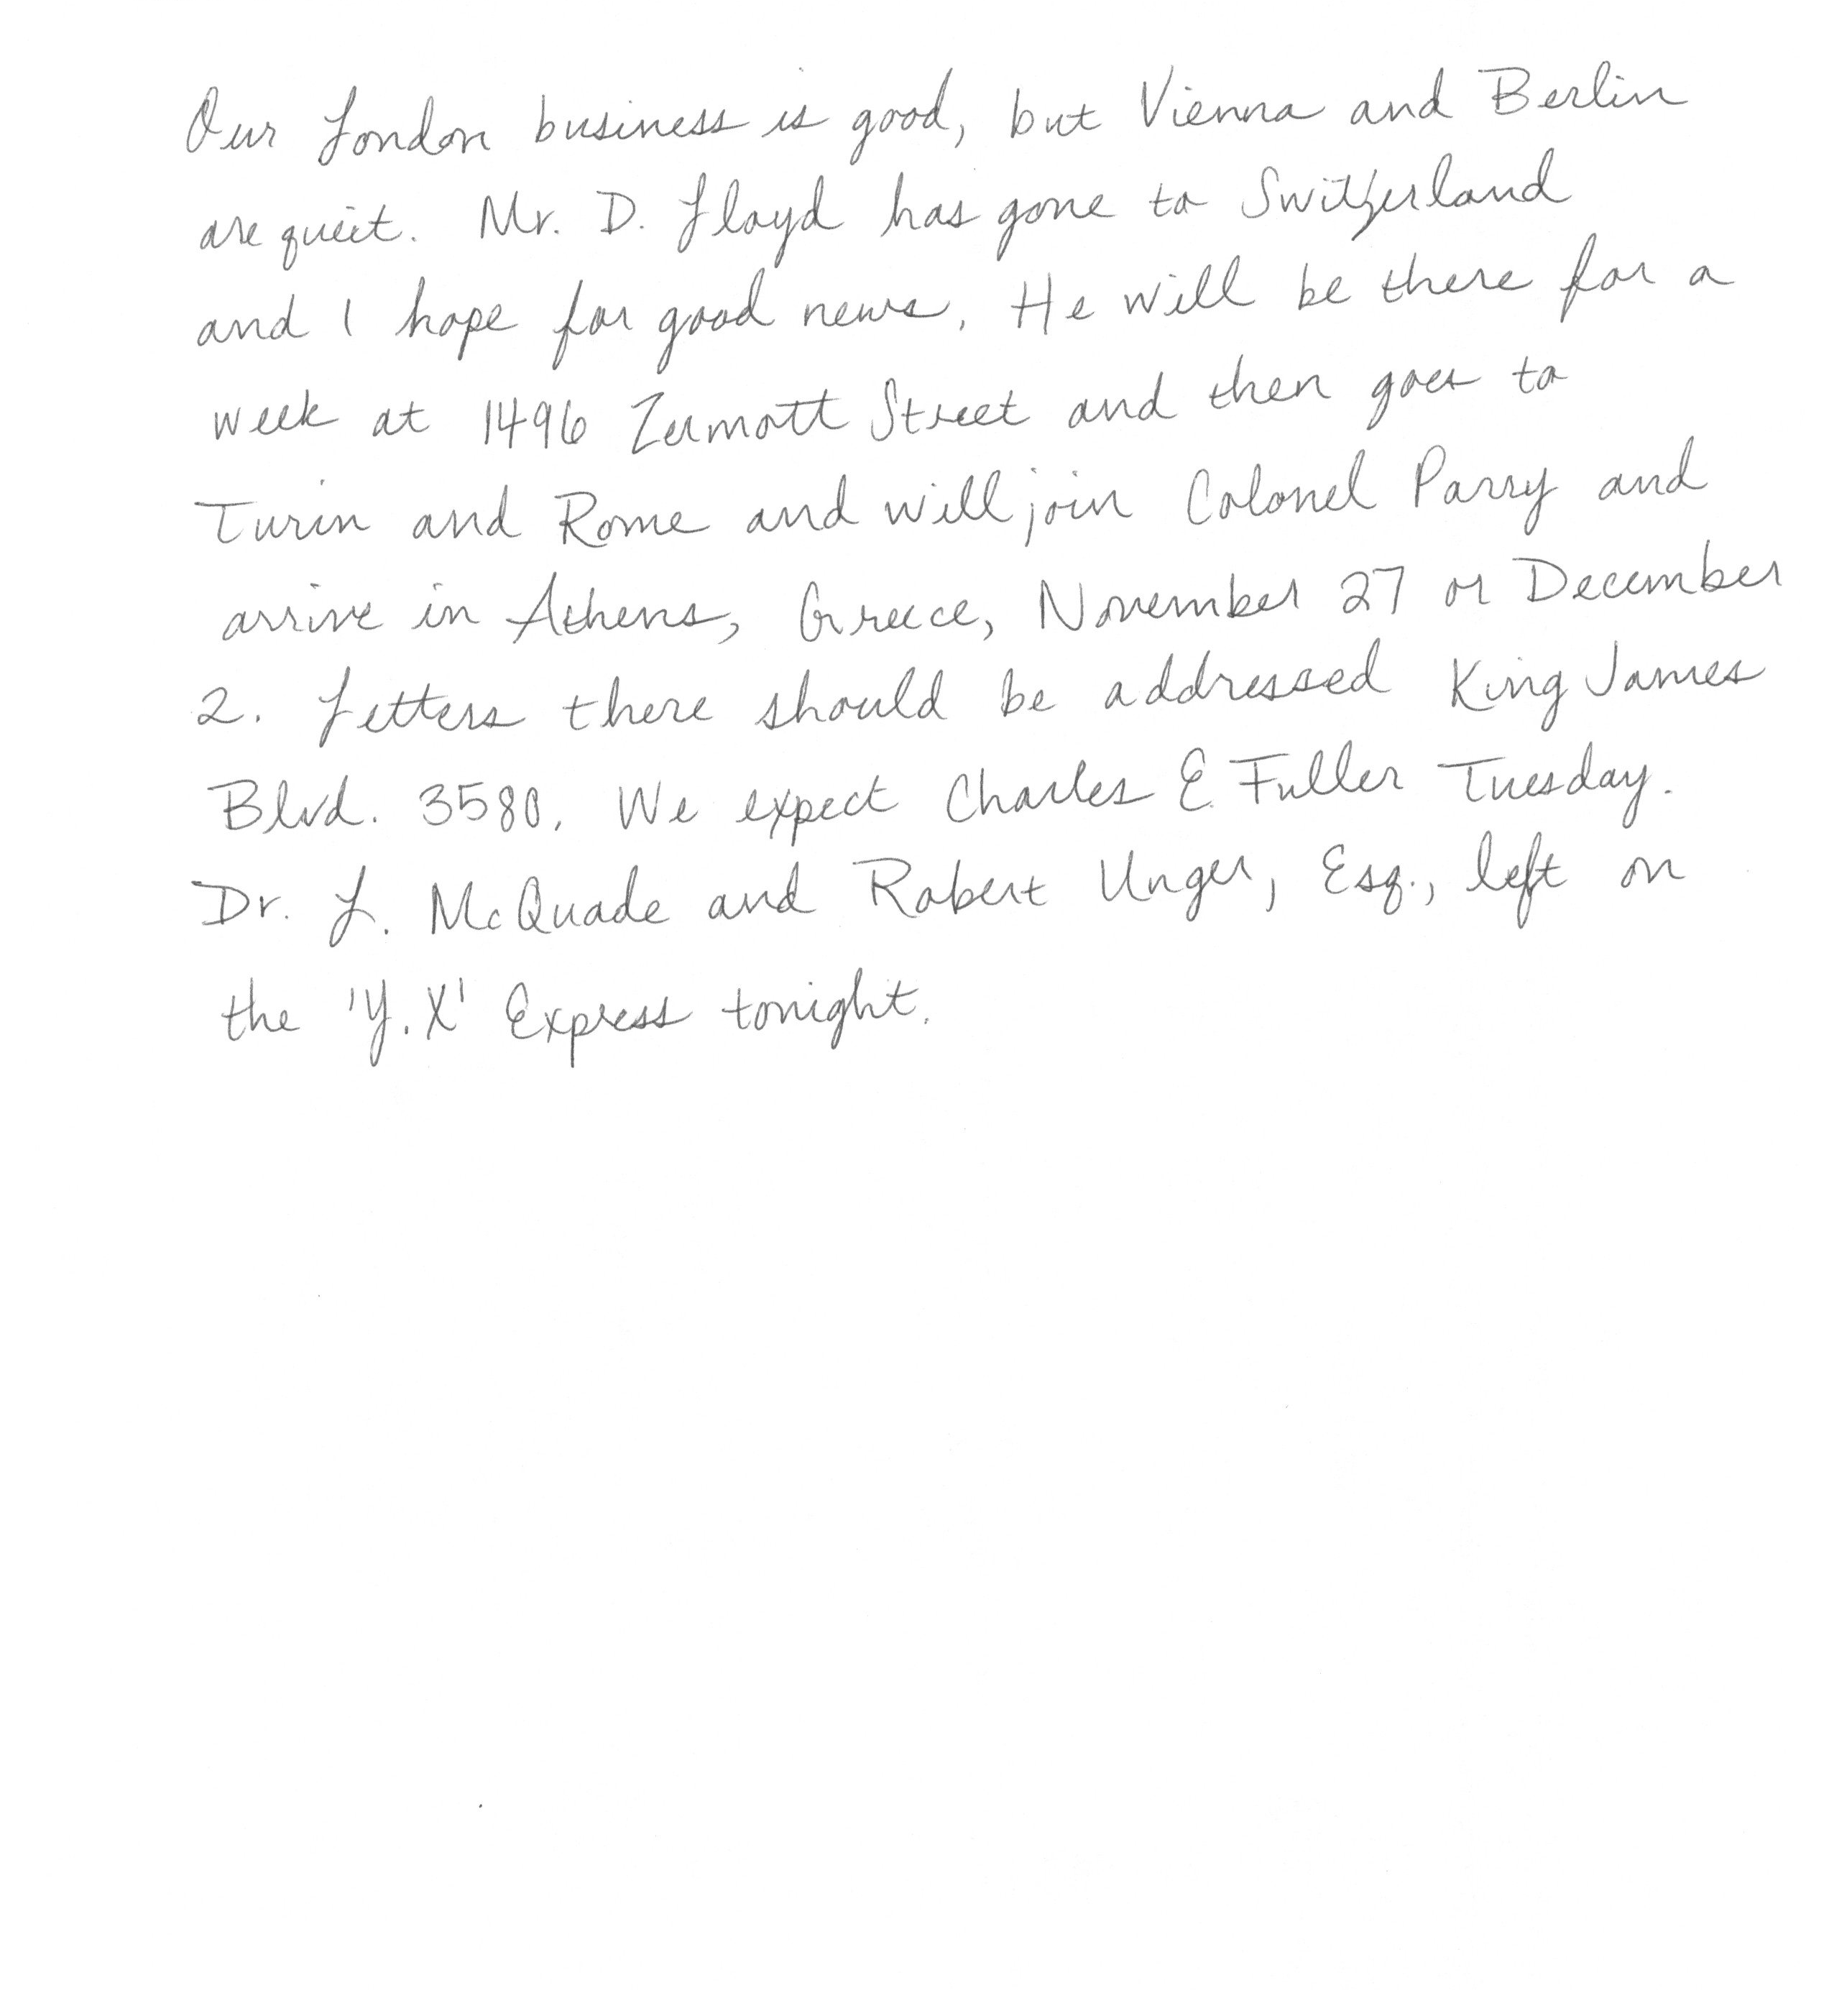 Our London business is good, but Vienna and Berlin
are queit. Mr. D. Lloyd has gone to Switzerland
and I hope for good news. He will be there for a
week at 1496 Zermott Street and then goes to
Turin and Rome and will join Colonel Parry and
arrive in Athens, Greece, November 27 or December
2. Letters there should be addressed King James
Blvd. 3580. We expect Charles E. Fuller Tuesday.
Dr. L. McQuade and Robert Unger, Esq., left on
the 'Y.X' Express tonight.